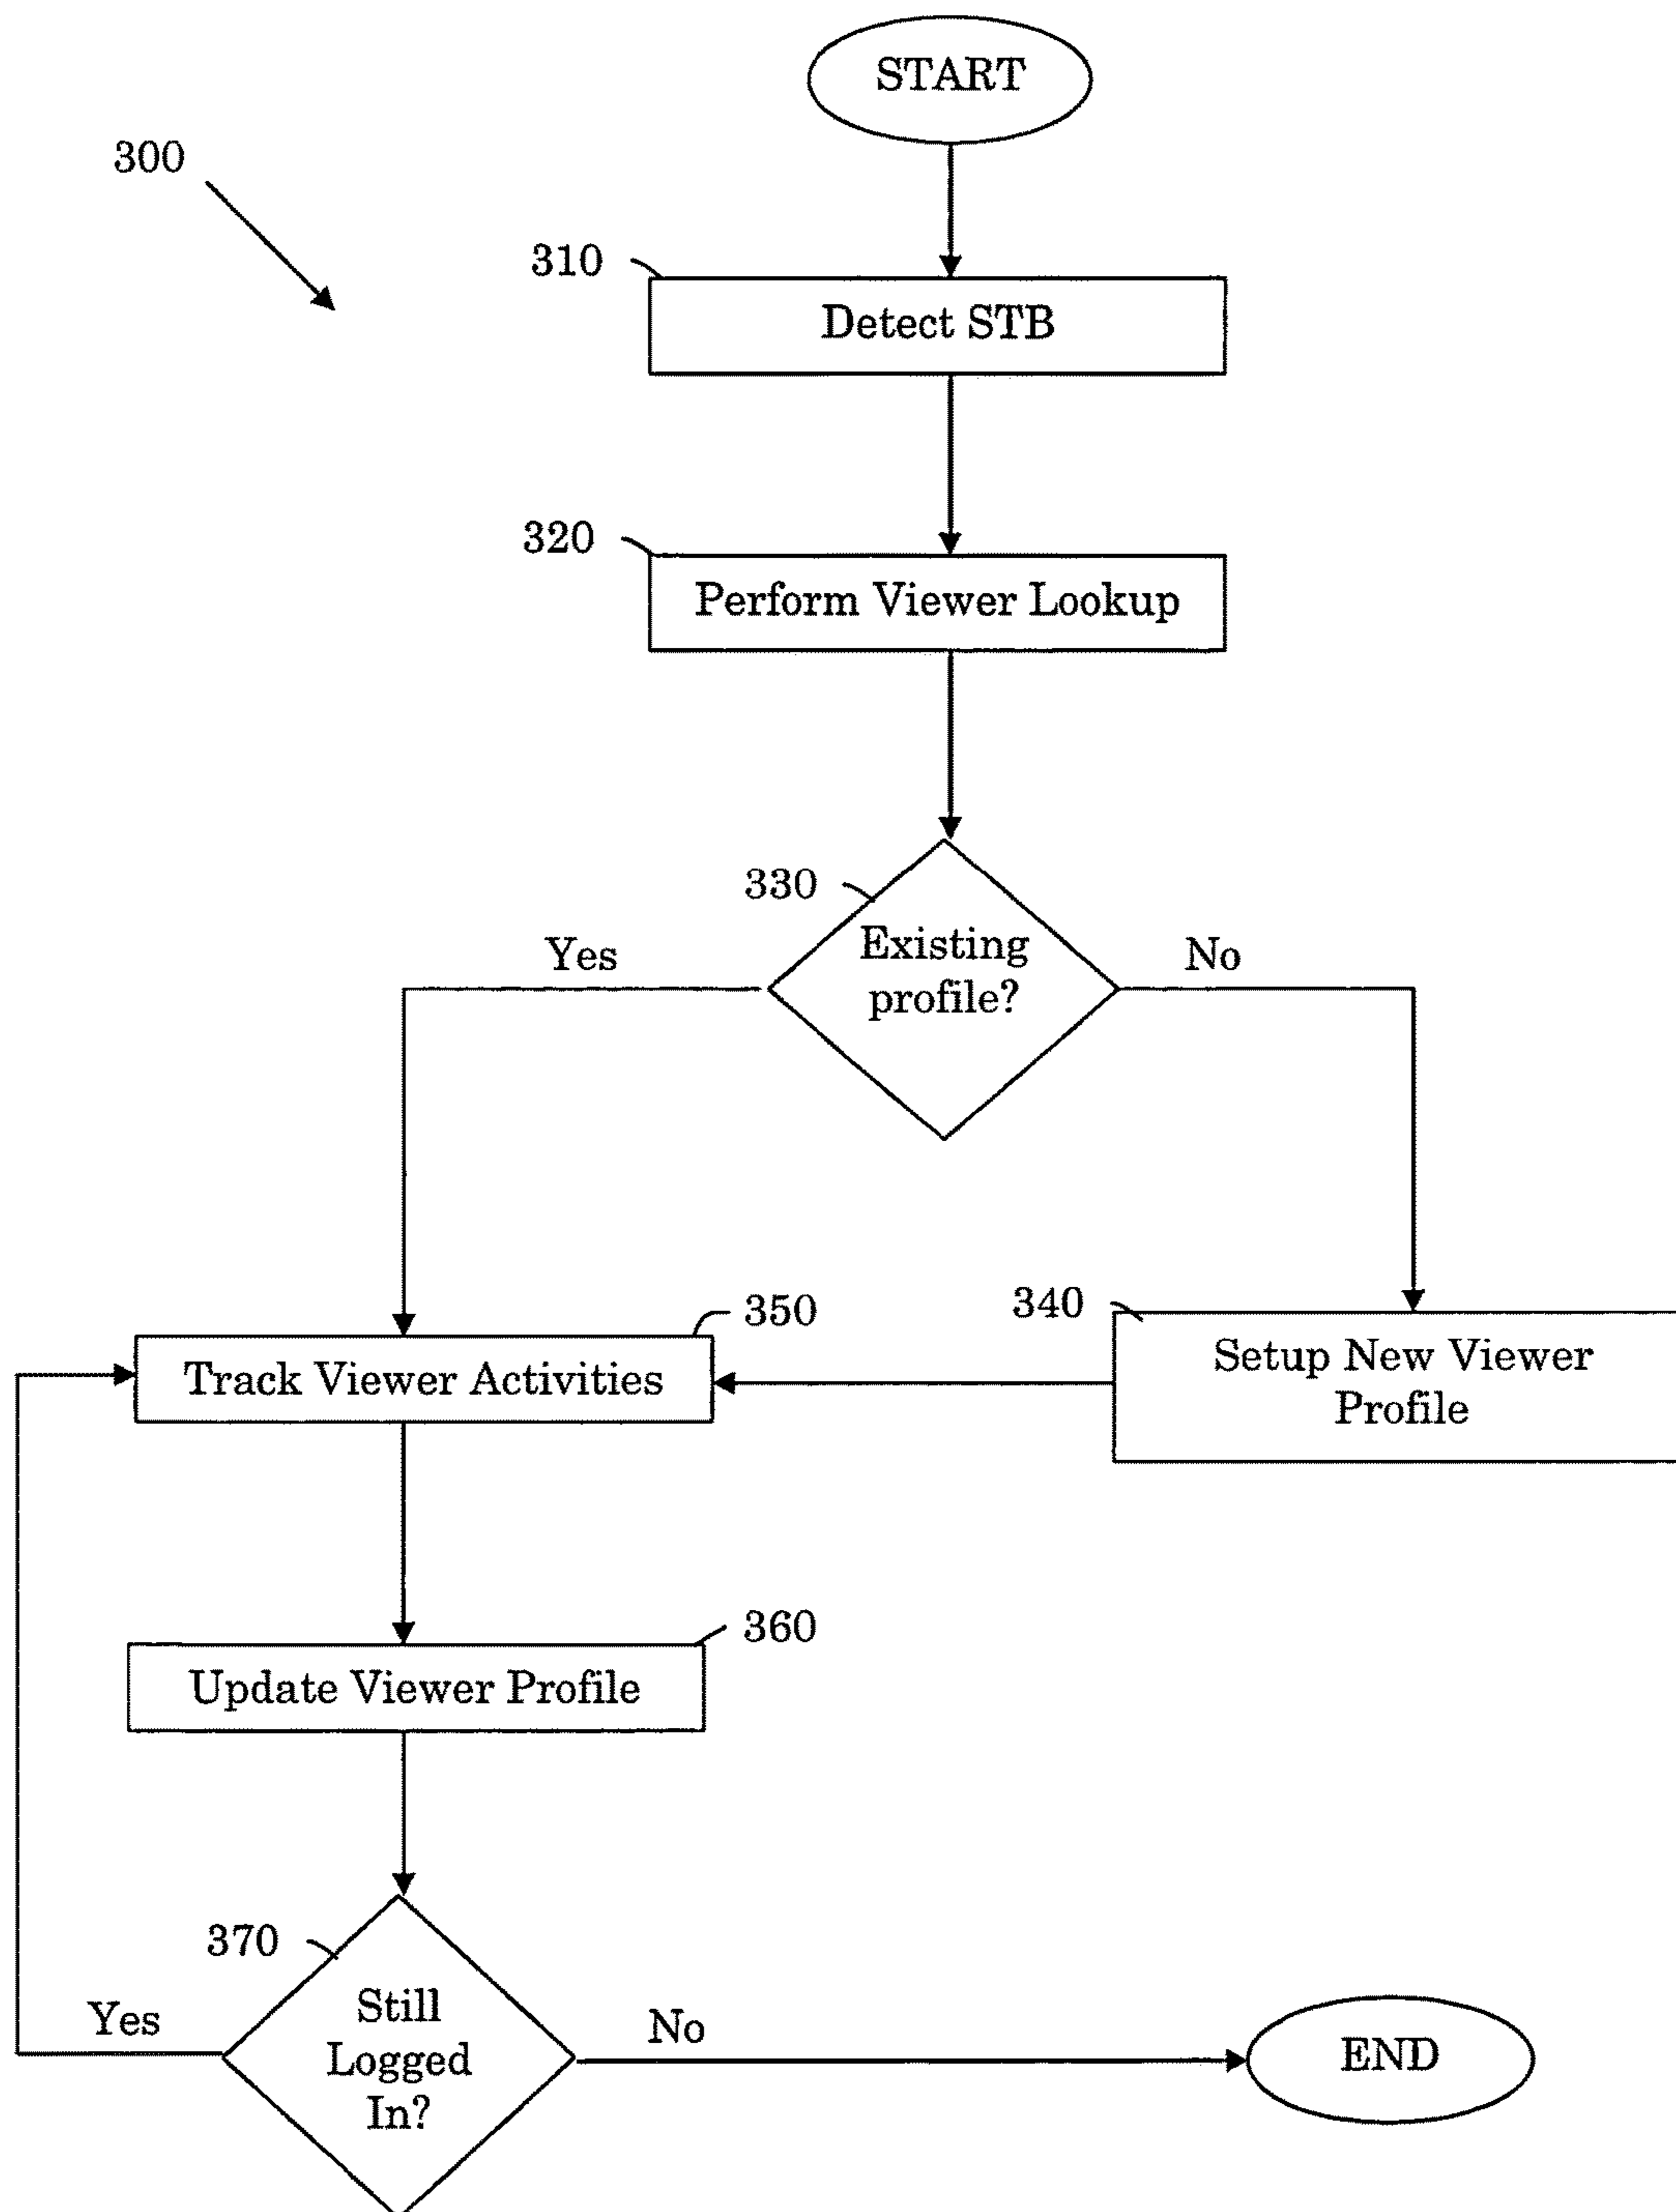 START
300
310
Detect STB
320
Perform Viewer Lookup
330
Existing
profile?
Yes
No
350
340
Track Viewer Activities
Setup New Viewer
Profile
360
Update Viewer Profile
370
Still
Logged
In?
Yes
No
END